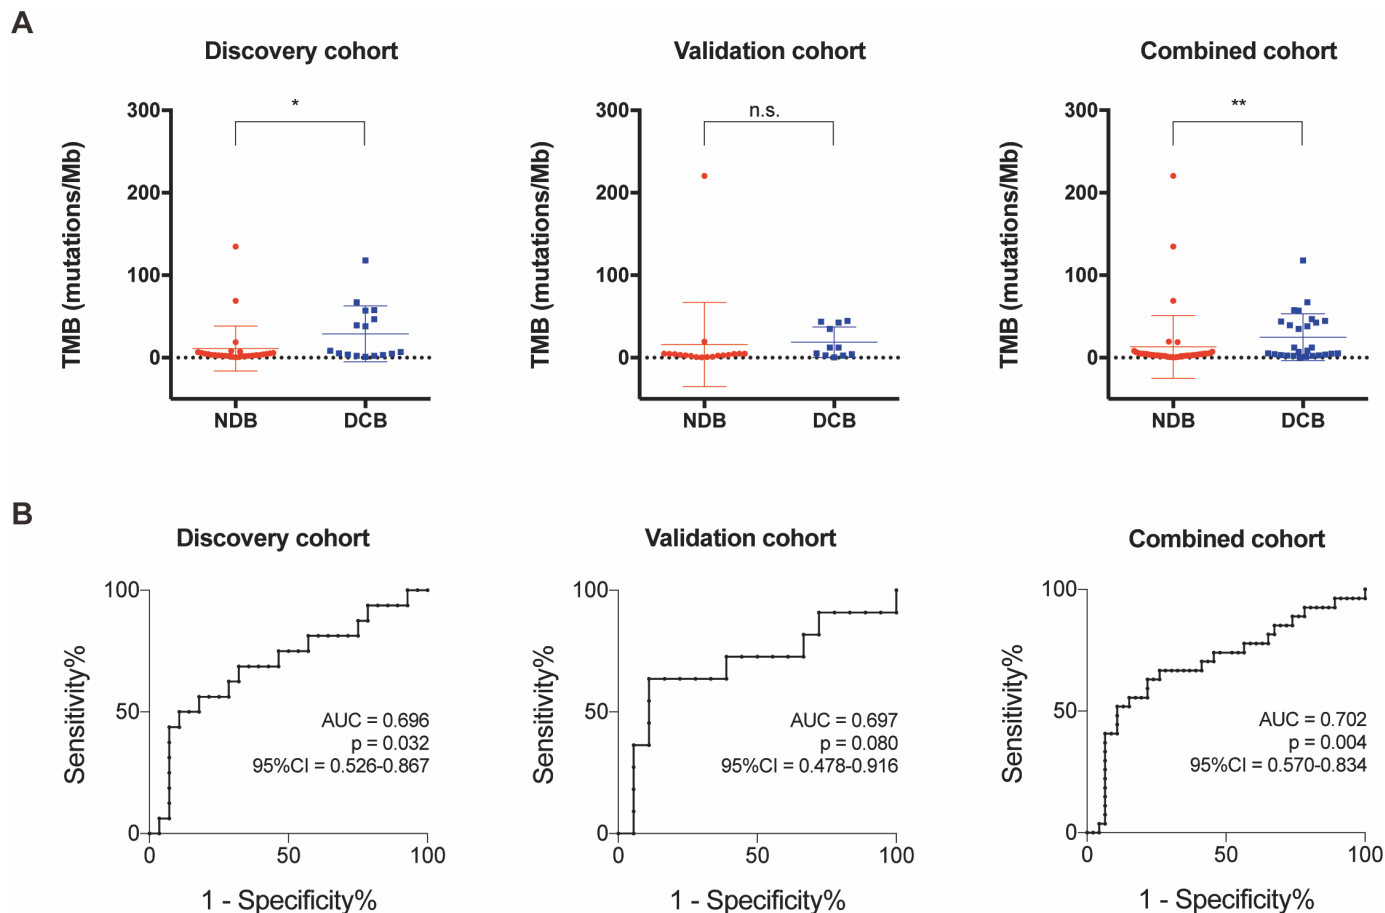 A
Discovery cohort
Validation cohort
Combined cohort
TMB (mutations/Mb)
300
200
100
0
*
NDB
DCB
TMB (mutations/Mb)
300
200
100
0
n.s.
NDB
DCB
TMB (mutations/Mb)
300
200
100
0
**
NDB
DCB
B
Discovery cohort
Validation cohort
Combined cohort
Sensitivity%
100
50
0
AUC = 0.696
p = 0.032
95%CI = 0.526-0.867
0
50
100
1 - Specificity%
Sensitivity%
100
50
0
AUC = 0.697
p = 0.080
95%CI = 0.478-0.916
0
50
100
1 - Specificity%
Sensitivity%
100
50
0
AUC = 0.702
p = 0.004
95%CI = 0.570-0.834
0
50
100
1 - Specificity%